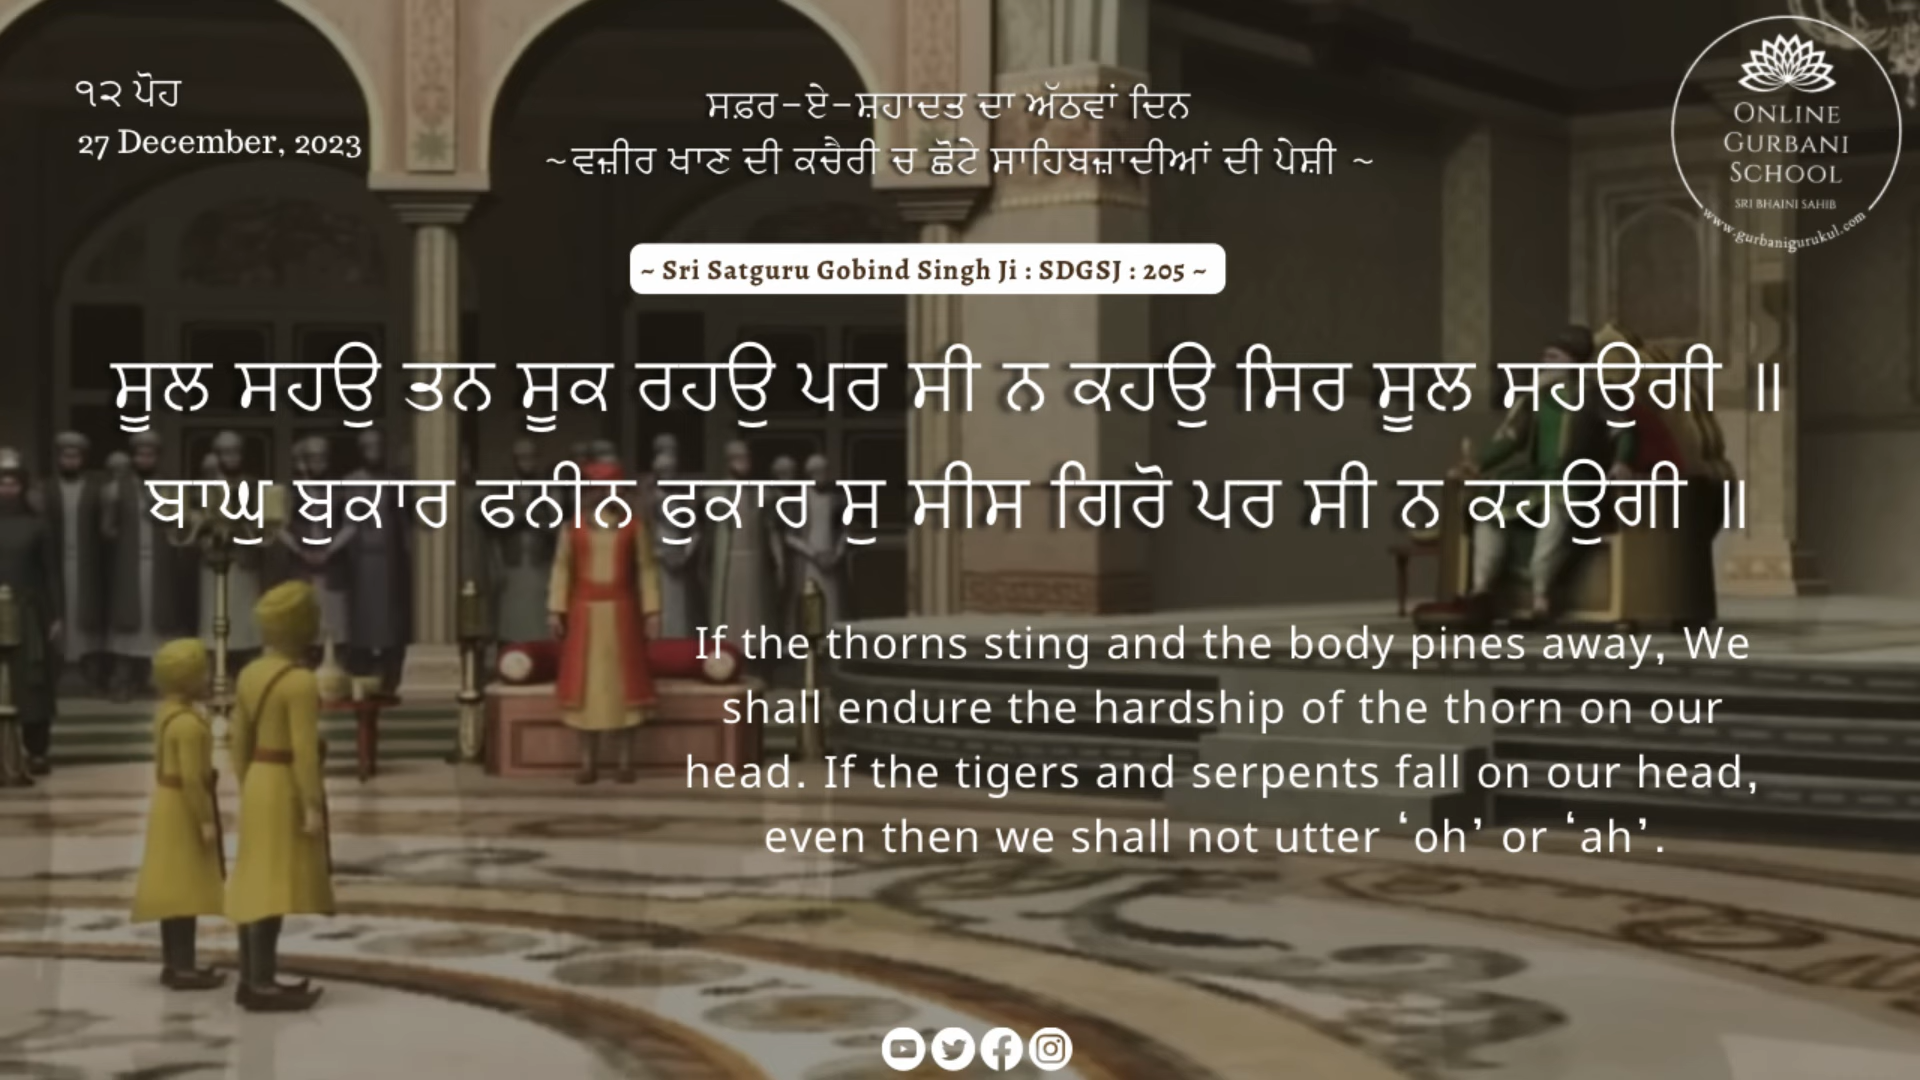 ੧੨ ਪੋਹ
27 December, 2023
ਸਫ਼ਰ-ਏ-ਸ਼ਹਾਦਤ ਦਾ ਅੱਠਵਾਂ ਦਿਨ
~ਵਜ਼ੀਰ ਖਾਣ ਦੀ ਕਚੈਰੀ ਚ ਛੋਟੇ ਸਾਹਿਬਜ਼ਾਦੀਆਂ ਦੀ ਪੇਸ਼ੀ ~
ONLINE
GURBANI
SCHOOL
SRI BHAINI SAHIB
www.gurbanigurukul.com
~ Sri Satguru Gobind Singh Ji : SDGSJ : 205 ~
ਸੂਲ ਸਹਉ ਤਨ ਸੂਕ ਰਹਉ ਪਰ ਸੀ ਨ ਕਹਉ ਸਿਰ ਸੂਲ ਸਹਉਗੀ ॥
ਬਾਘੁ ਬੁਕਾਰ ਫਨੀਨ ਫੁਕਾਰ ਸੁ ਸੀਸ ਗਿਰੋ ਪਰ ਸੀ ਨ ਕਹਉਗੀ ॥
If the thorns sting and the body pines away, We
shall endure the hardship of the thorn on our
head. If the tigers and serpents fall on our head,
even then we shall not utter ‘oh’ or ‘ah’.